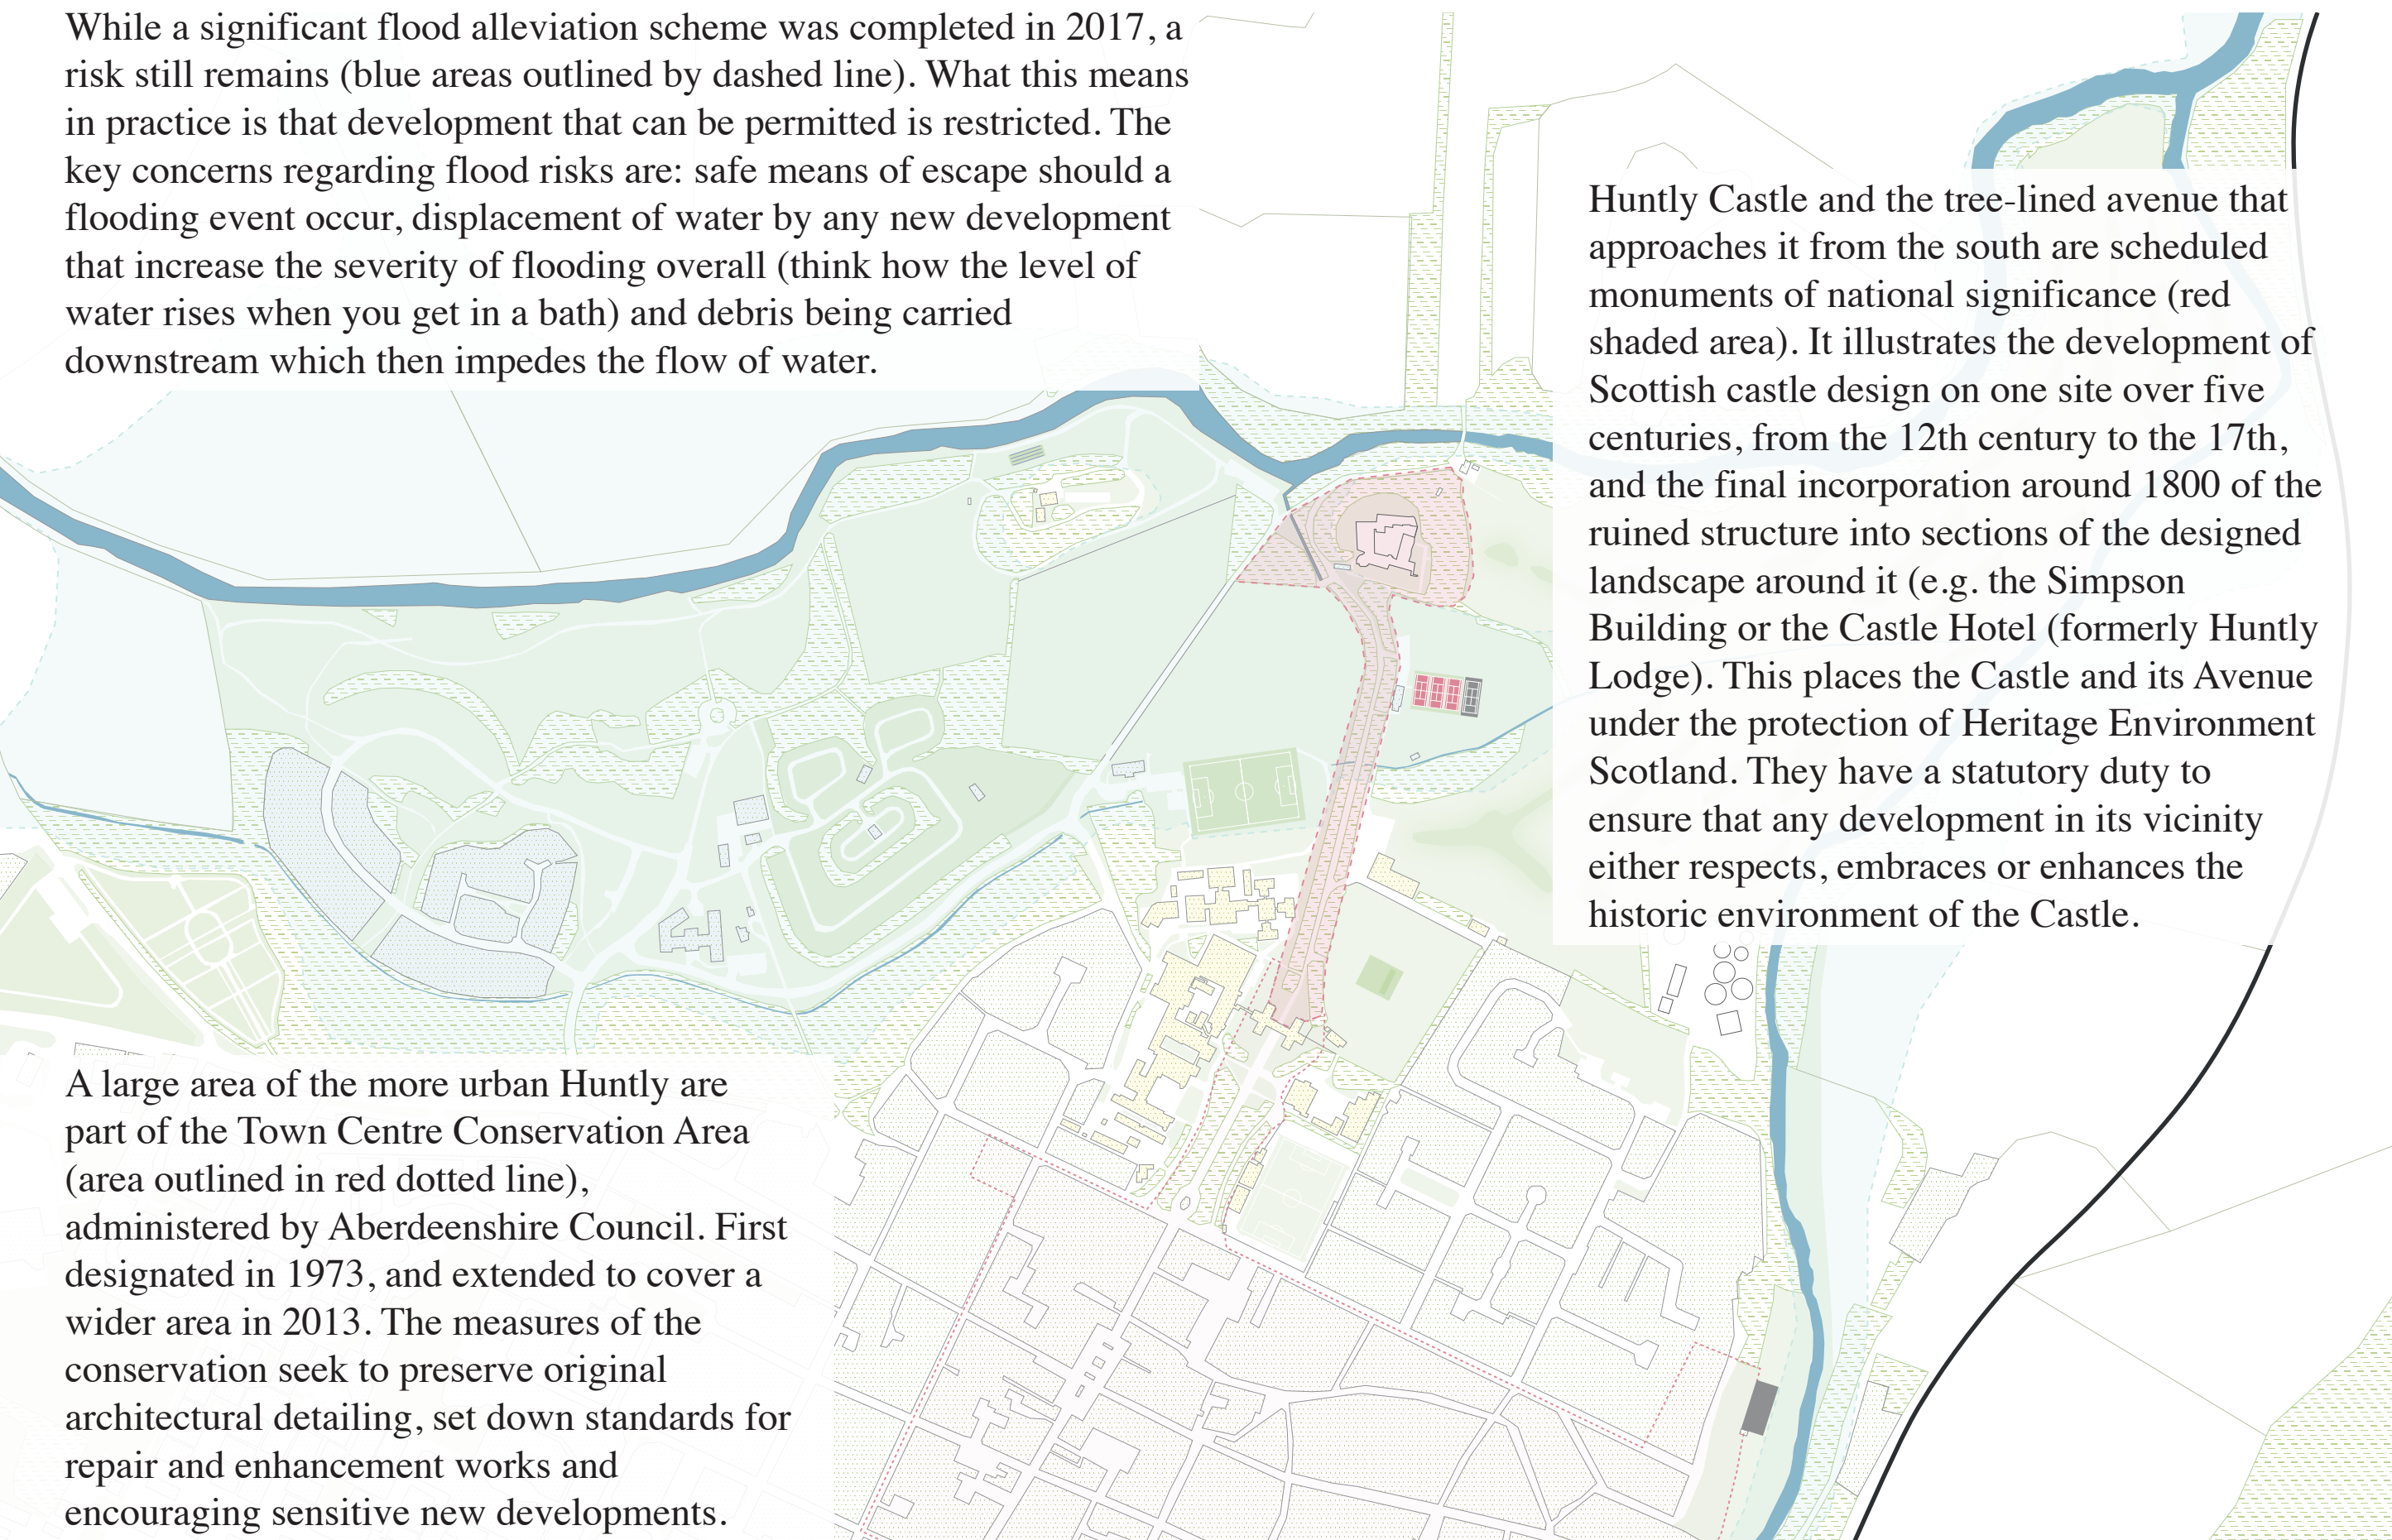 While a significant flood alleviation scheme was completed in 2017, a
risk still remains (blue areas outlined by dashed line). What this means
in practice is that development that can be permitted is restricted. The
key concerns regarding flood risks are: safe means of escape should a
flooding event occur, displacement of water by any new development
that increase the severity of flooding overall (think how the level of
water rises when you get in a bath) and debris being carried
downstream which then impedes the flow of water.
Huntly Castle and the tree-lined avenue that
approaches it from the south are scheduled
monuments of national significance (red
shaded area). It illustrates the development of
Scottish castle design on one site over five
centuries, from the 12th century to the 17th,
and the final incorporation around 1800 of the
ruined structure into sections of the designed
landscape around it (e.g. the Simpson
Building or the Castle Hotel (formerly Huntly
Lodge). This places the Castle and its Avenue
under the protection of Heritage Environment
Scotland. They have a statutory duty to
ensure that any development in its vicinity
either respects, embraces or enhances the
historic environment of the Castle.
A large area of the more urban Huntly are
part of the Town Centre Conservation Area
(area outlined in red dotted line),
administered by Aberdeenshire Council. First
designated in 1973, and extended to cover a
wider area in 2013. The measures of the
conservation seek to preserve original
architectural detailing, set down standards for
repair and enhancement works and
encouraging sensitive new developments.